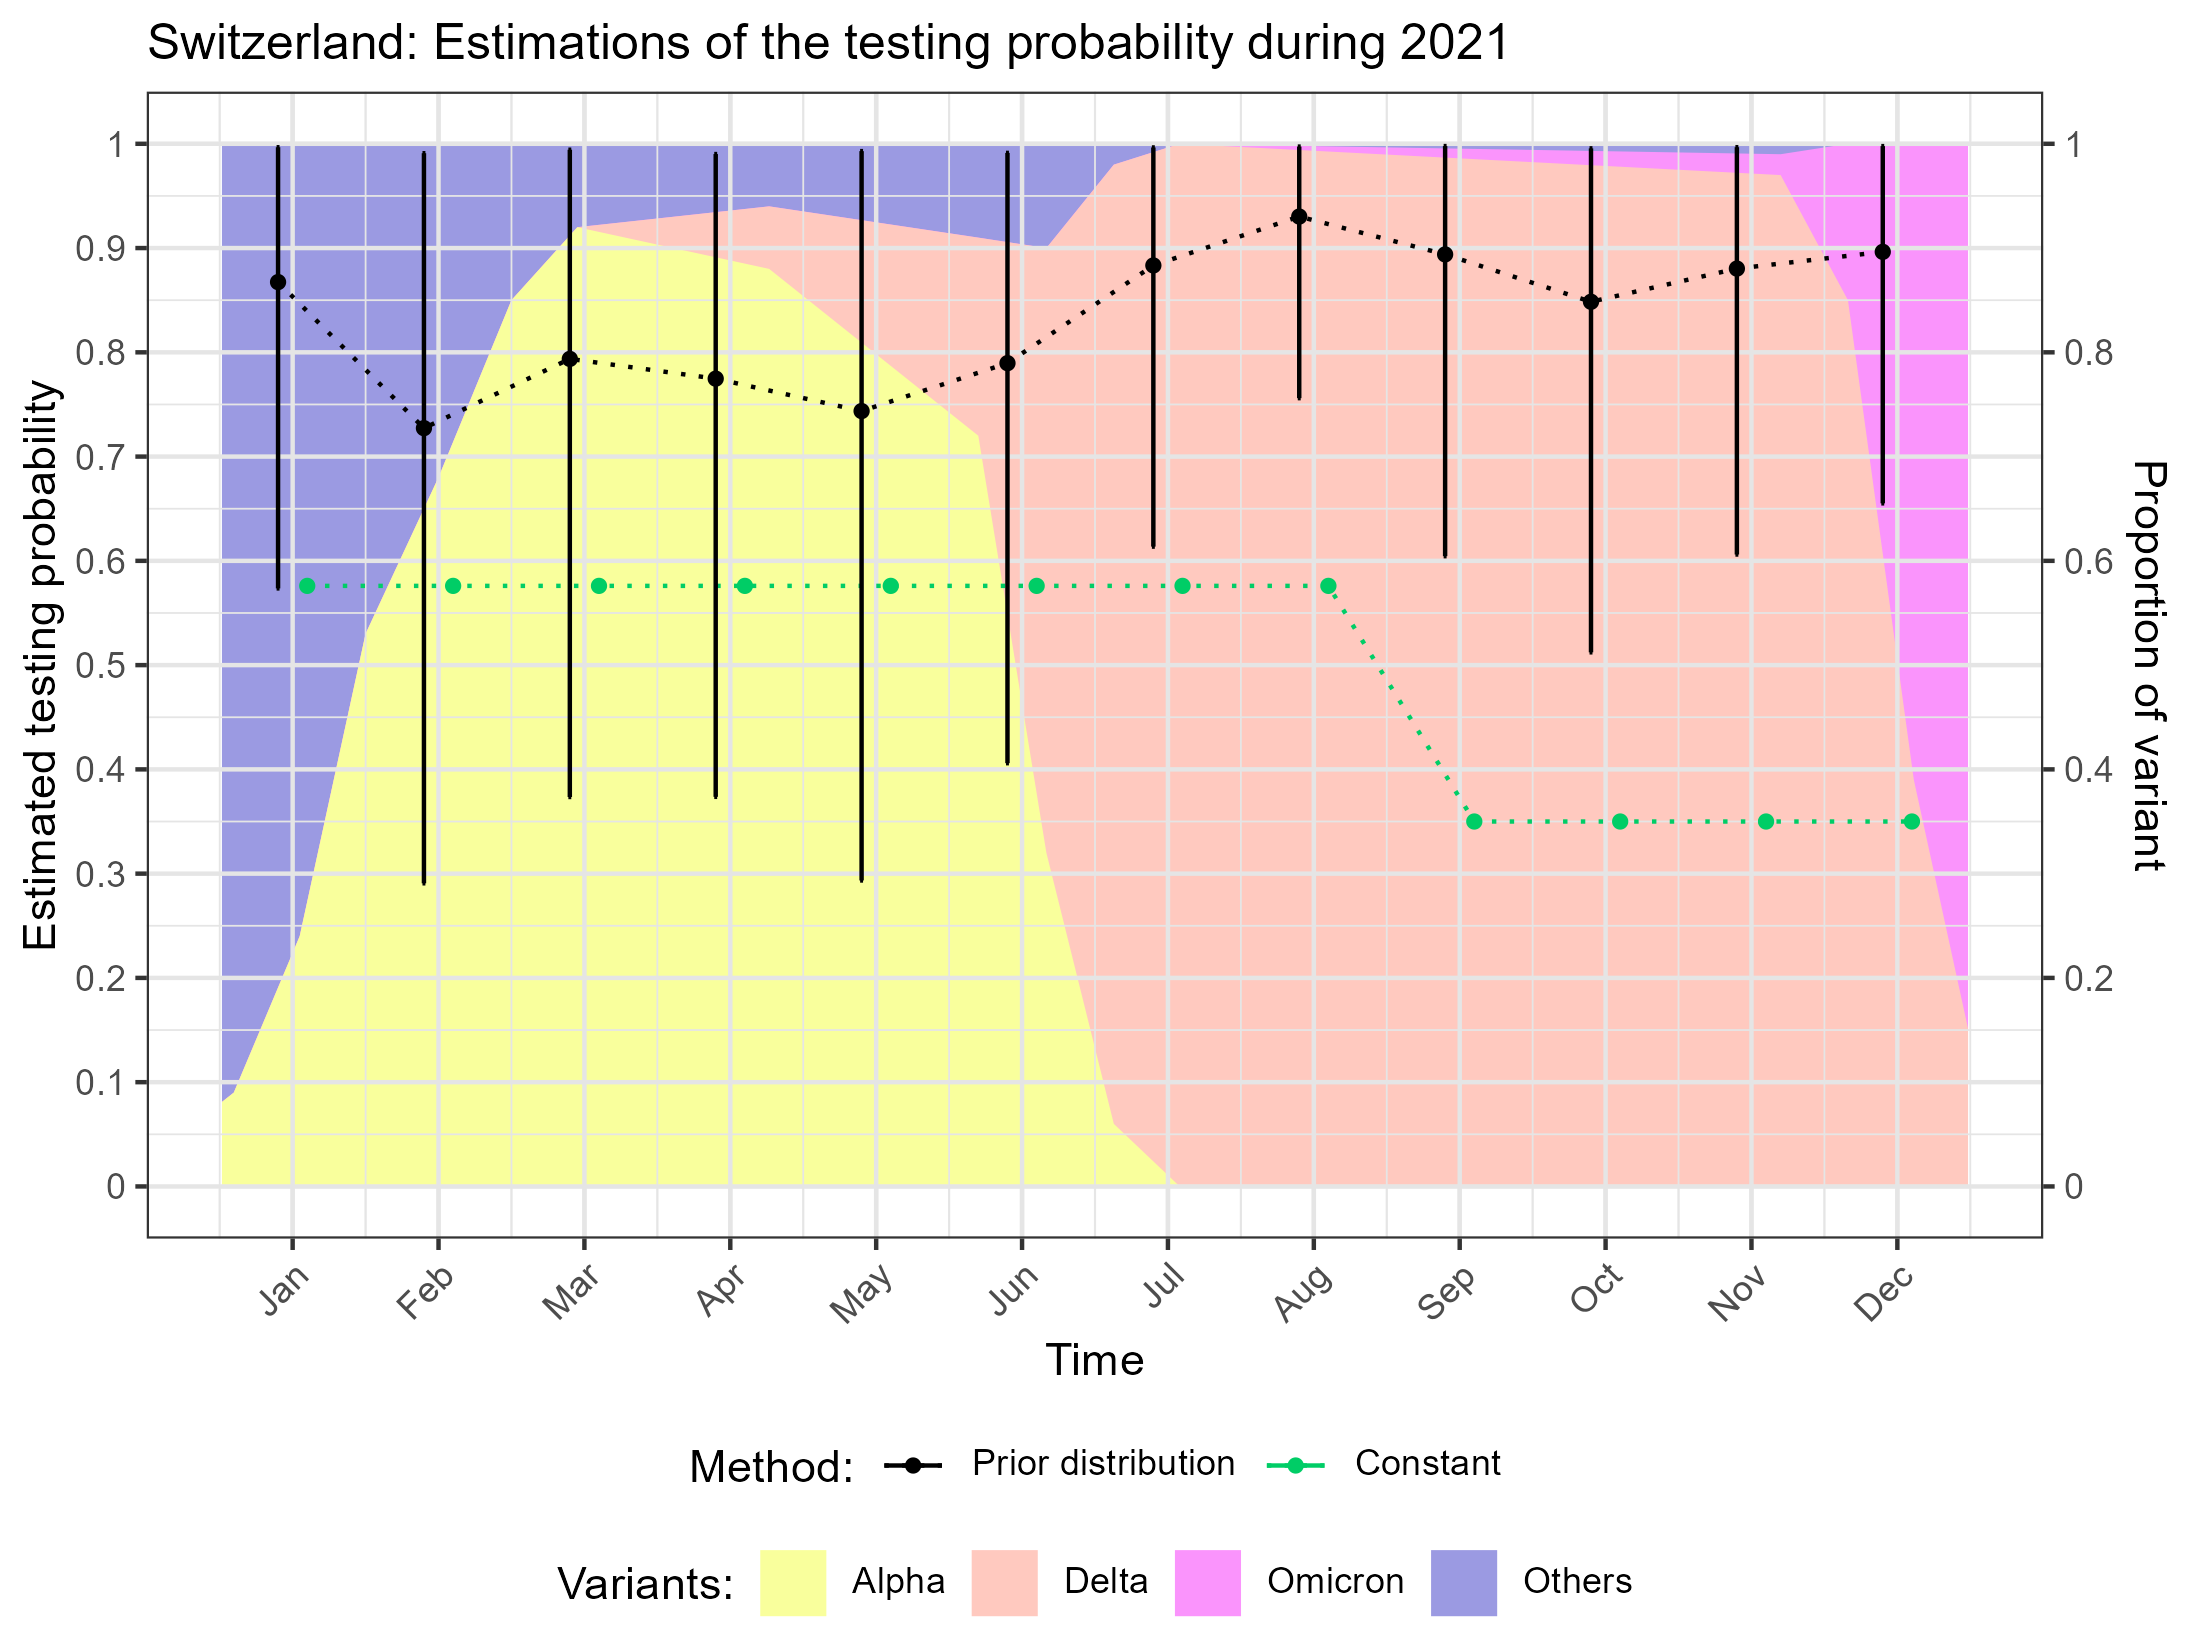 Switzerland: Estimations of the testing probability during 2021
Estimated testing probability
1
0.9
0.8
0.7
0.6
0.5
0.4
0.3
0.2
0.1
0
1
0.8
0.6
0.4
0.2
0
Proportion of variant
Jan Feb Mar Apr May Jun Jul Aug Sep Oct Nov Dec
Time
Method: Prior distribution Constant
Variants: Alpha Delta Omicron Others